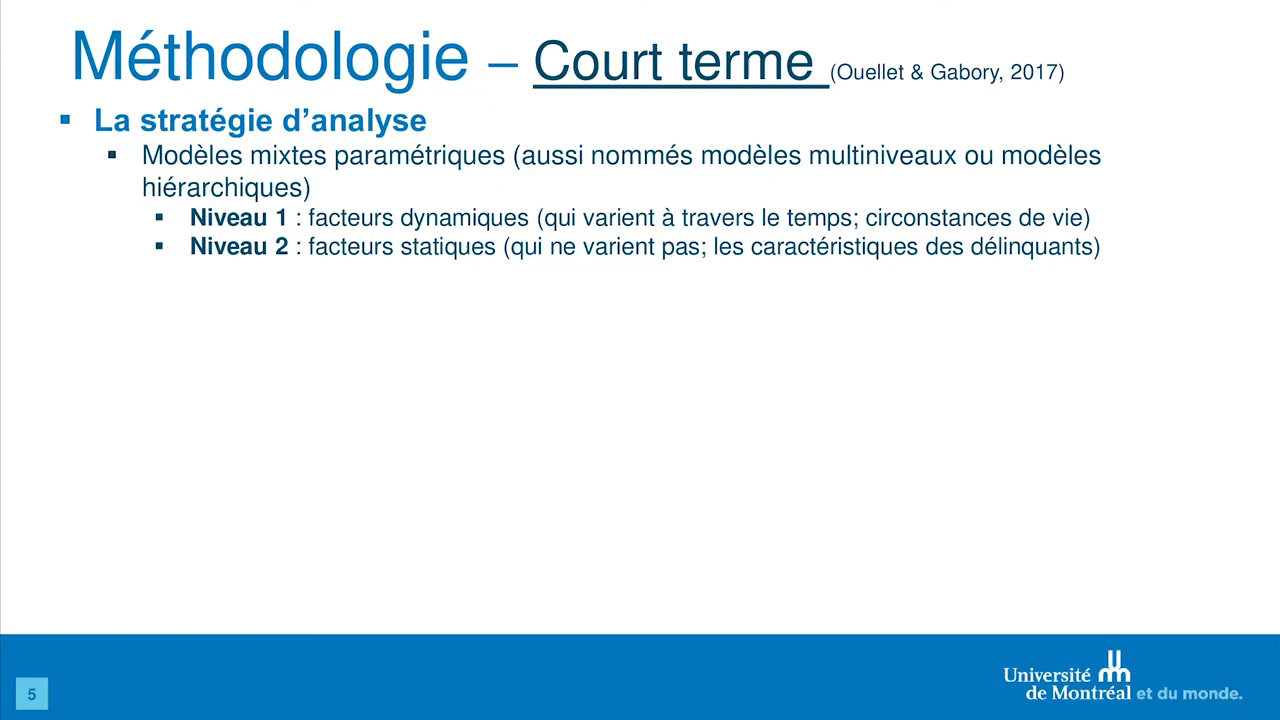 Méthodologie – Court terme (Ouellet & Gabory, 2017)
▪ La stratégie d’analyse
▪ Modèles mixtes paramétriques (aussi nommés modèles multiniveaux ou modèles
hiérarchiques)
▪ Niveau 1 : facteurs dynamiques (qui varient à travers le temps; circonstances de vie)
▪ Niveau 2 : facteurs statiques (qui ne varient pas; les caractéristiques des délinquants)
5
Université
de Montréal et du monde.